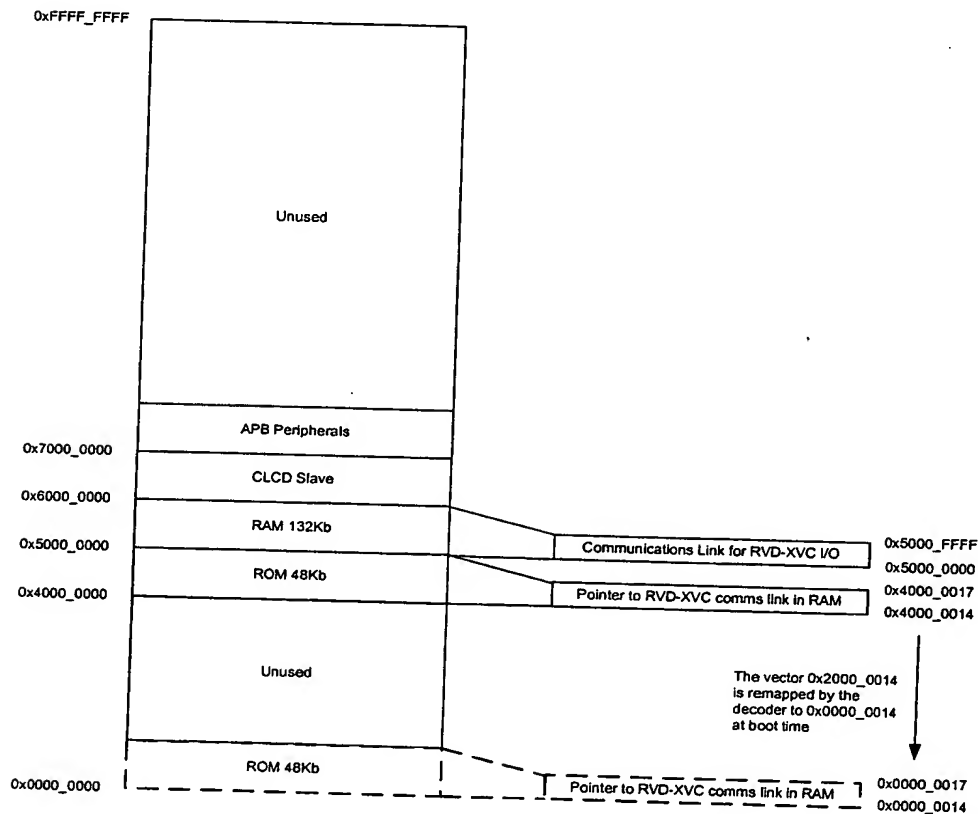 0xFFFF_FFFF
Unused
APB Peripherals
0x7000_0000
CLCD Slave
0x6000_0000
RAM 132Kb
0x5000_0000
ROM 48Kb
0x4000_0000
Communications Link for RVD-XVC I/O
0x5000_FFFF
0x5000_0000
Pointer to RVD-XVC comms link in RAM
0x4000_0017
0x4000_0014
Unused
The vector 0x2000_0014
is remapped by the
decoder to 0x0000_0014
at boot time
ROM 48Kb
0x0000_0000
Pointer to RVD-XVC comms link in RAM
0x0000_0017
0x0000_0014